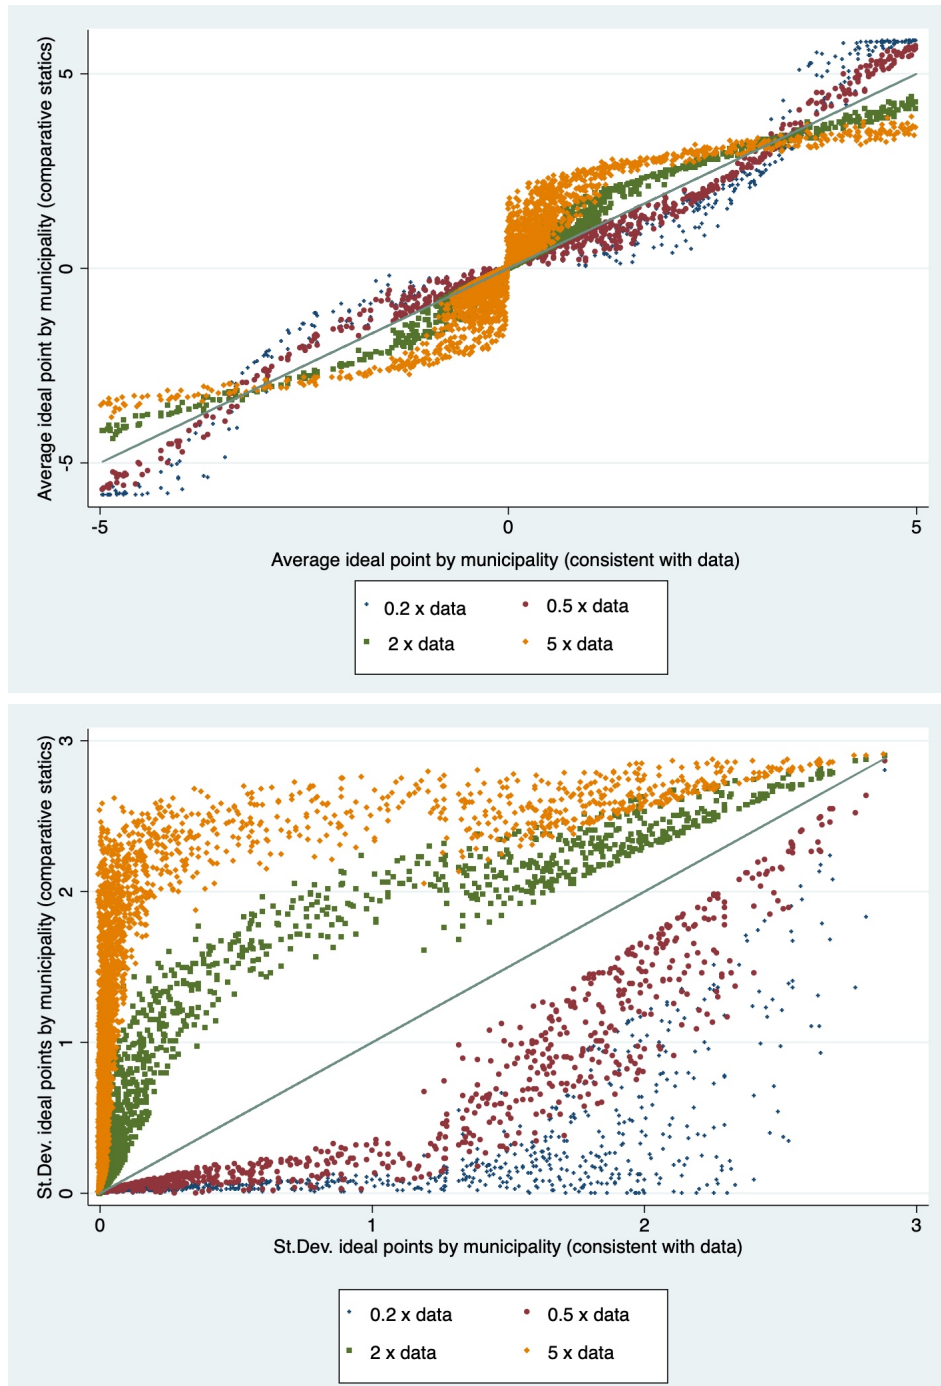 Average ideal point by municipality (comparative statics)
5
0
-5
-5 0 5
Average ideal point by municipality (consistent with data)
0.2 x data 0.5 x data
2 x data 5 x data
St.Dev. ideal points by municipality (comparative statics)
3
2
1
0
0 1 2 3
St.Dev. ideal points by municipality (consistent with data)
0.2 x data 0.5 x data
2 x data 5 x data